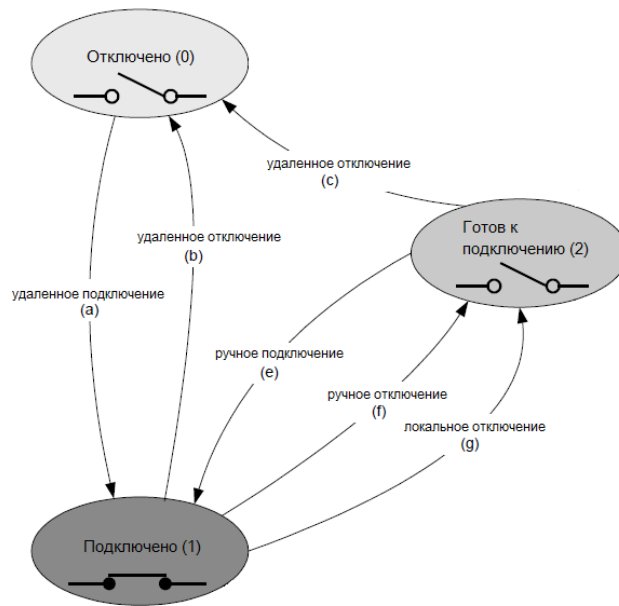 Отключено (0)
удаленное отключение
(c)
Готов к
подключению (2)
удаленное отключение
(b)
удаленное подключение
(a)
ручное подключение
(e)
ручное отключение
(f)
локальное отключение
(g)
Подключено (1)